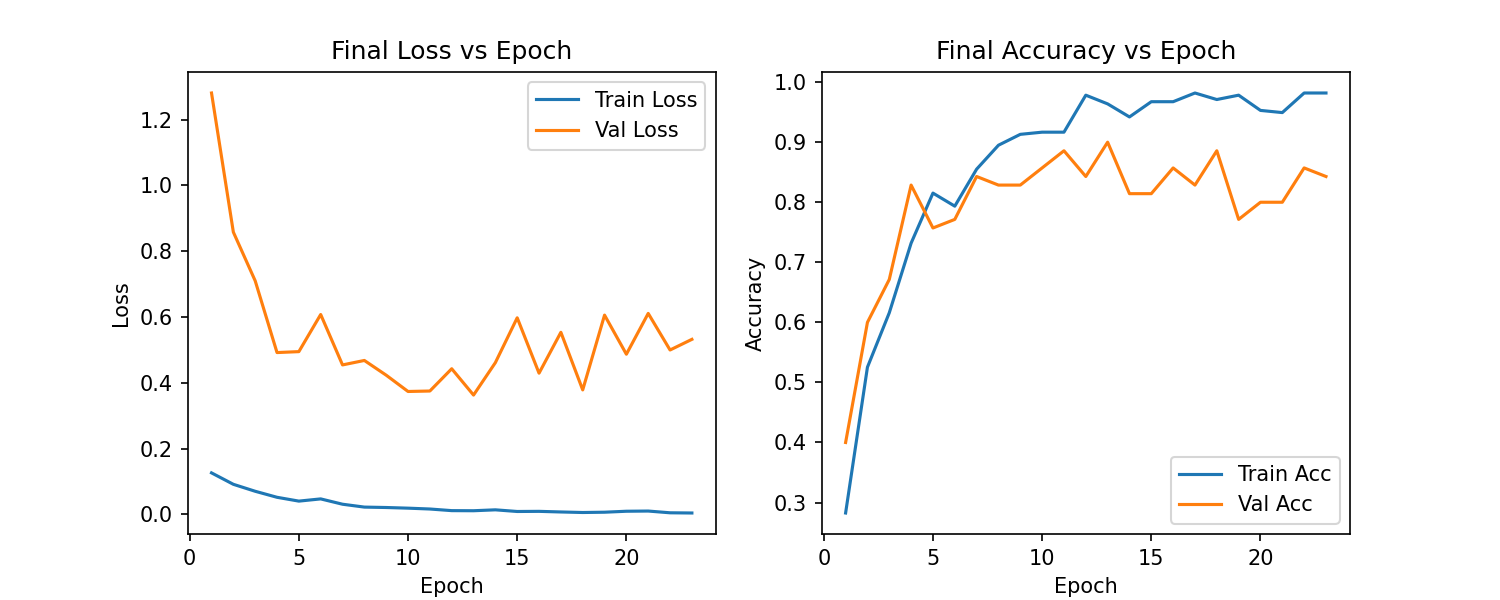 Final Loss vs Epoch
Train Loss
Val Loss
1.2
1.0
0.8
0.6
0.4
0.2
0.0
Loss
0
5
10
15
20
Epoch
Final Accuracy vs Epoch
1.0
0.9
0.8
0.7
0.6
0.5
0.4
0.3
Accuracy
Train Acc
Val Acc
0
5
10
15
20
Epoch